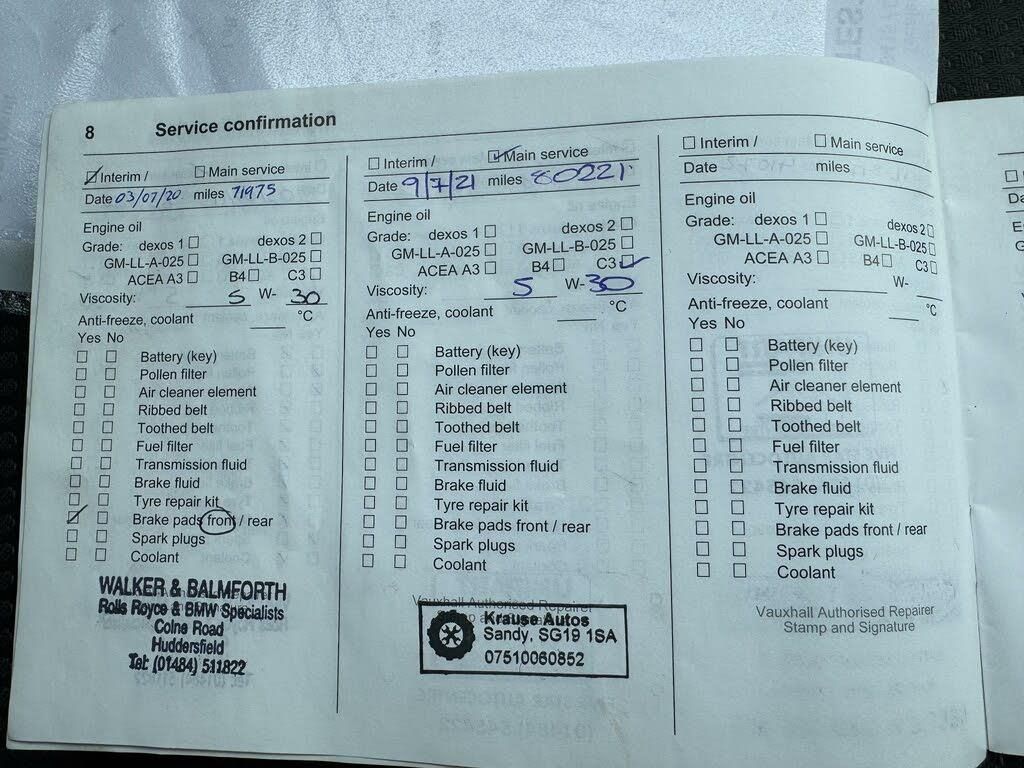 8 Service confirmation
Interim / Main service
Date 03/07/20 miles 71975
Engine oil
Grade: dexos 1 dexos 2
GM-LL-A-025 GM-LL-B-025
ACEA A3 B4 C3
Viscosity: 5 W- 30
Anti-freeze, coolant °C
Yes No
Battery (key)
Pollen filter
Air cleaner element
Ribbed belt
Toothed belt
Fuel filter
Transmission fluid
Brake fluid
Tyre repair kit
Brake pads front / rear
Spark plugs
Coolant
WALKER & BALMFORTH
Rolls Royce & BMW Specialists
Colne Road
Huddersfield
Tel: (01484) 511822
Interim / Main service
Date 9/7/21 miles 80221
Engine oil
Grade: dexos 1 dexos 2
GM-LL-A-025 GM-LL-B-025
ACEA A3 B4 C3
Viscosity: 5 W- 30
Anti-freeze, coolant °C
Yes No
Battery (key)
Pollen filter
Air cleaner element
Ribbed belt
Toothed belt
Fuel filter
Transmission fluid
Brake fluid
Tyre repair kit
Brake pads front / rear
Spark plugs
Coolant
Vauxhall Authorised Repairer
Krause Autos
Sandy, SG19 1SA
07510060852
Interim / Main service
Date miles
Engine oil
Grade: dexos 1 dexos 2
GM-LL-A-025 GM-LL-B-025
ACEA A3 B4 C3
Viscosity: W-
Anti-freeze, coolant °C
Yes No
Battery (key)
Pollen filter
Air cleaner element
Ribbed belt
Toothed belt
Fuel filter
Transmission fluid
Brake fluid
Tyre repair kit
Brake pads front / rear
Spark plugs
Coolant
Vauxhall Authorised Repairer
Stamp and Signature